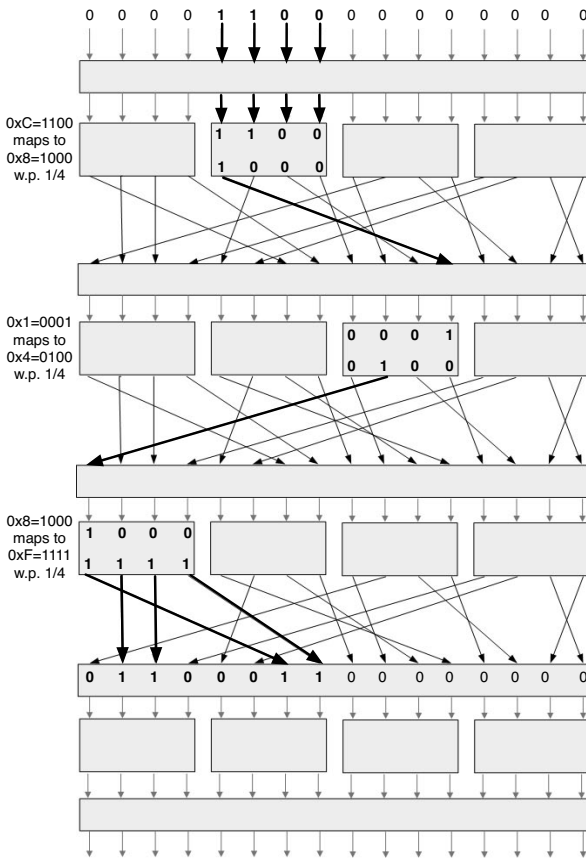 0 0 0 0 1 1 0 0 0 0 0 0 0 0 0 0
0xC=1100
maps to
0x8=1000
w.p. 1/4
1 1 0 0
1 0 0 0
0x1=0001
maps to
0x4=0100
w.p. 1/4
0 0 0 1
0 1 0 0
0x8=1000
maps to
0xF=1111
w.p. 1/4
1 0 0 0
1 1 1 1
0 1 1 0 0 0 1 1 0 0 0 0 0 0 0 0